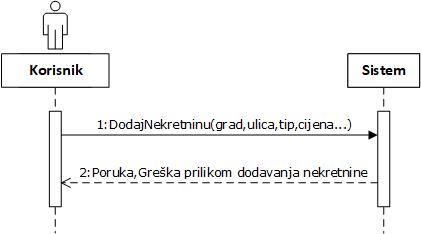 Korisnik
Sistem
1:DodajNekretninu(grad,ulica,tip,cijena...)
2:Poruka,Greška prilikom dodavanja nekretnine